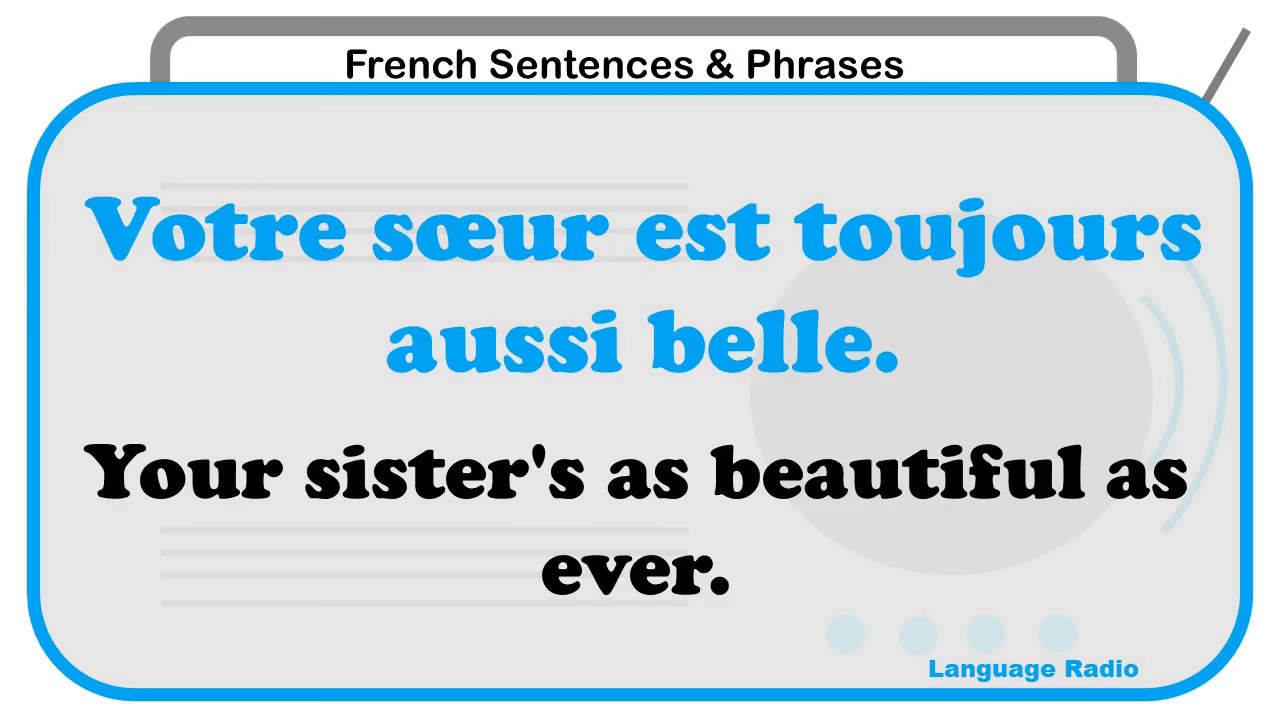 French Sentences & Phrases
Votre sœur est toujours
aussi belle.
Your sister's as beautiful as
ever.
Language Radio